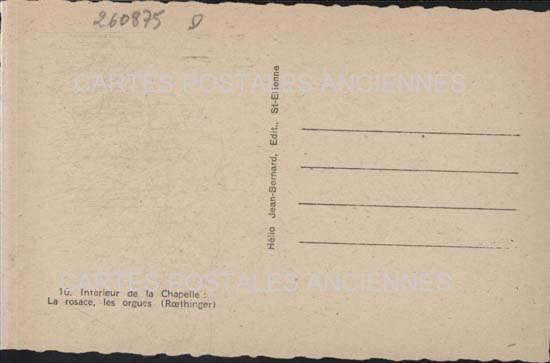 260875 D
CARTES POSTALES ANCIENNES
Hélio Jean-Bernard, Edit., St-Etienne
CARTES POSTALES ANCIENNES
10. Interieur de la Chapelle :
La rosace, les orgues (Rœthinger)